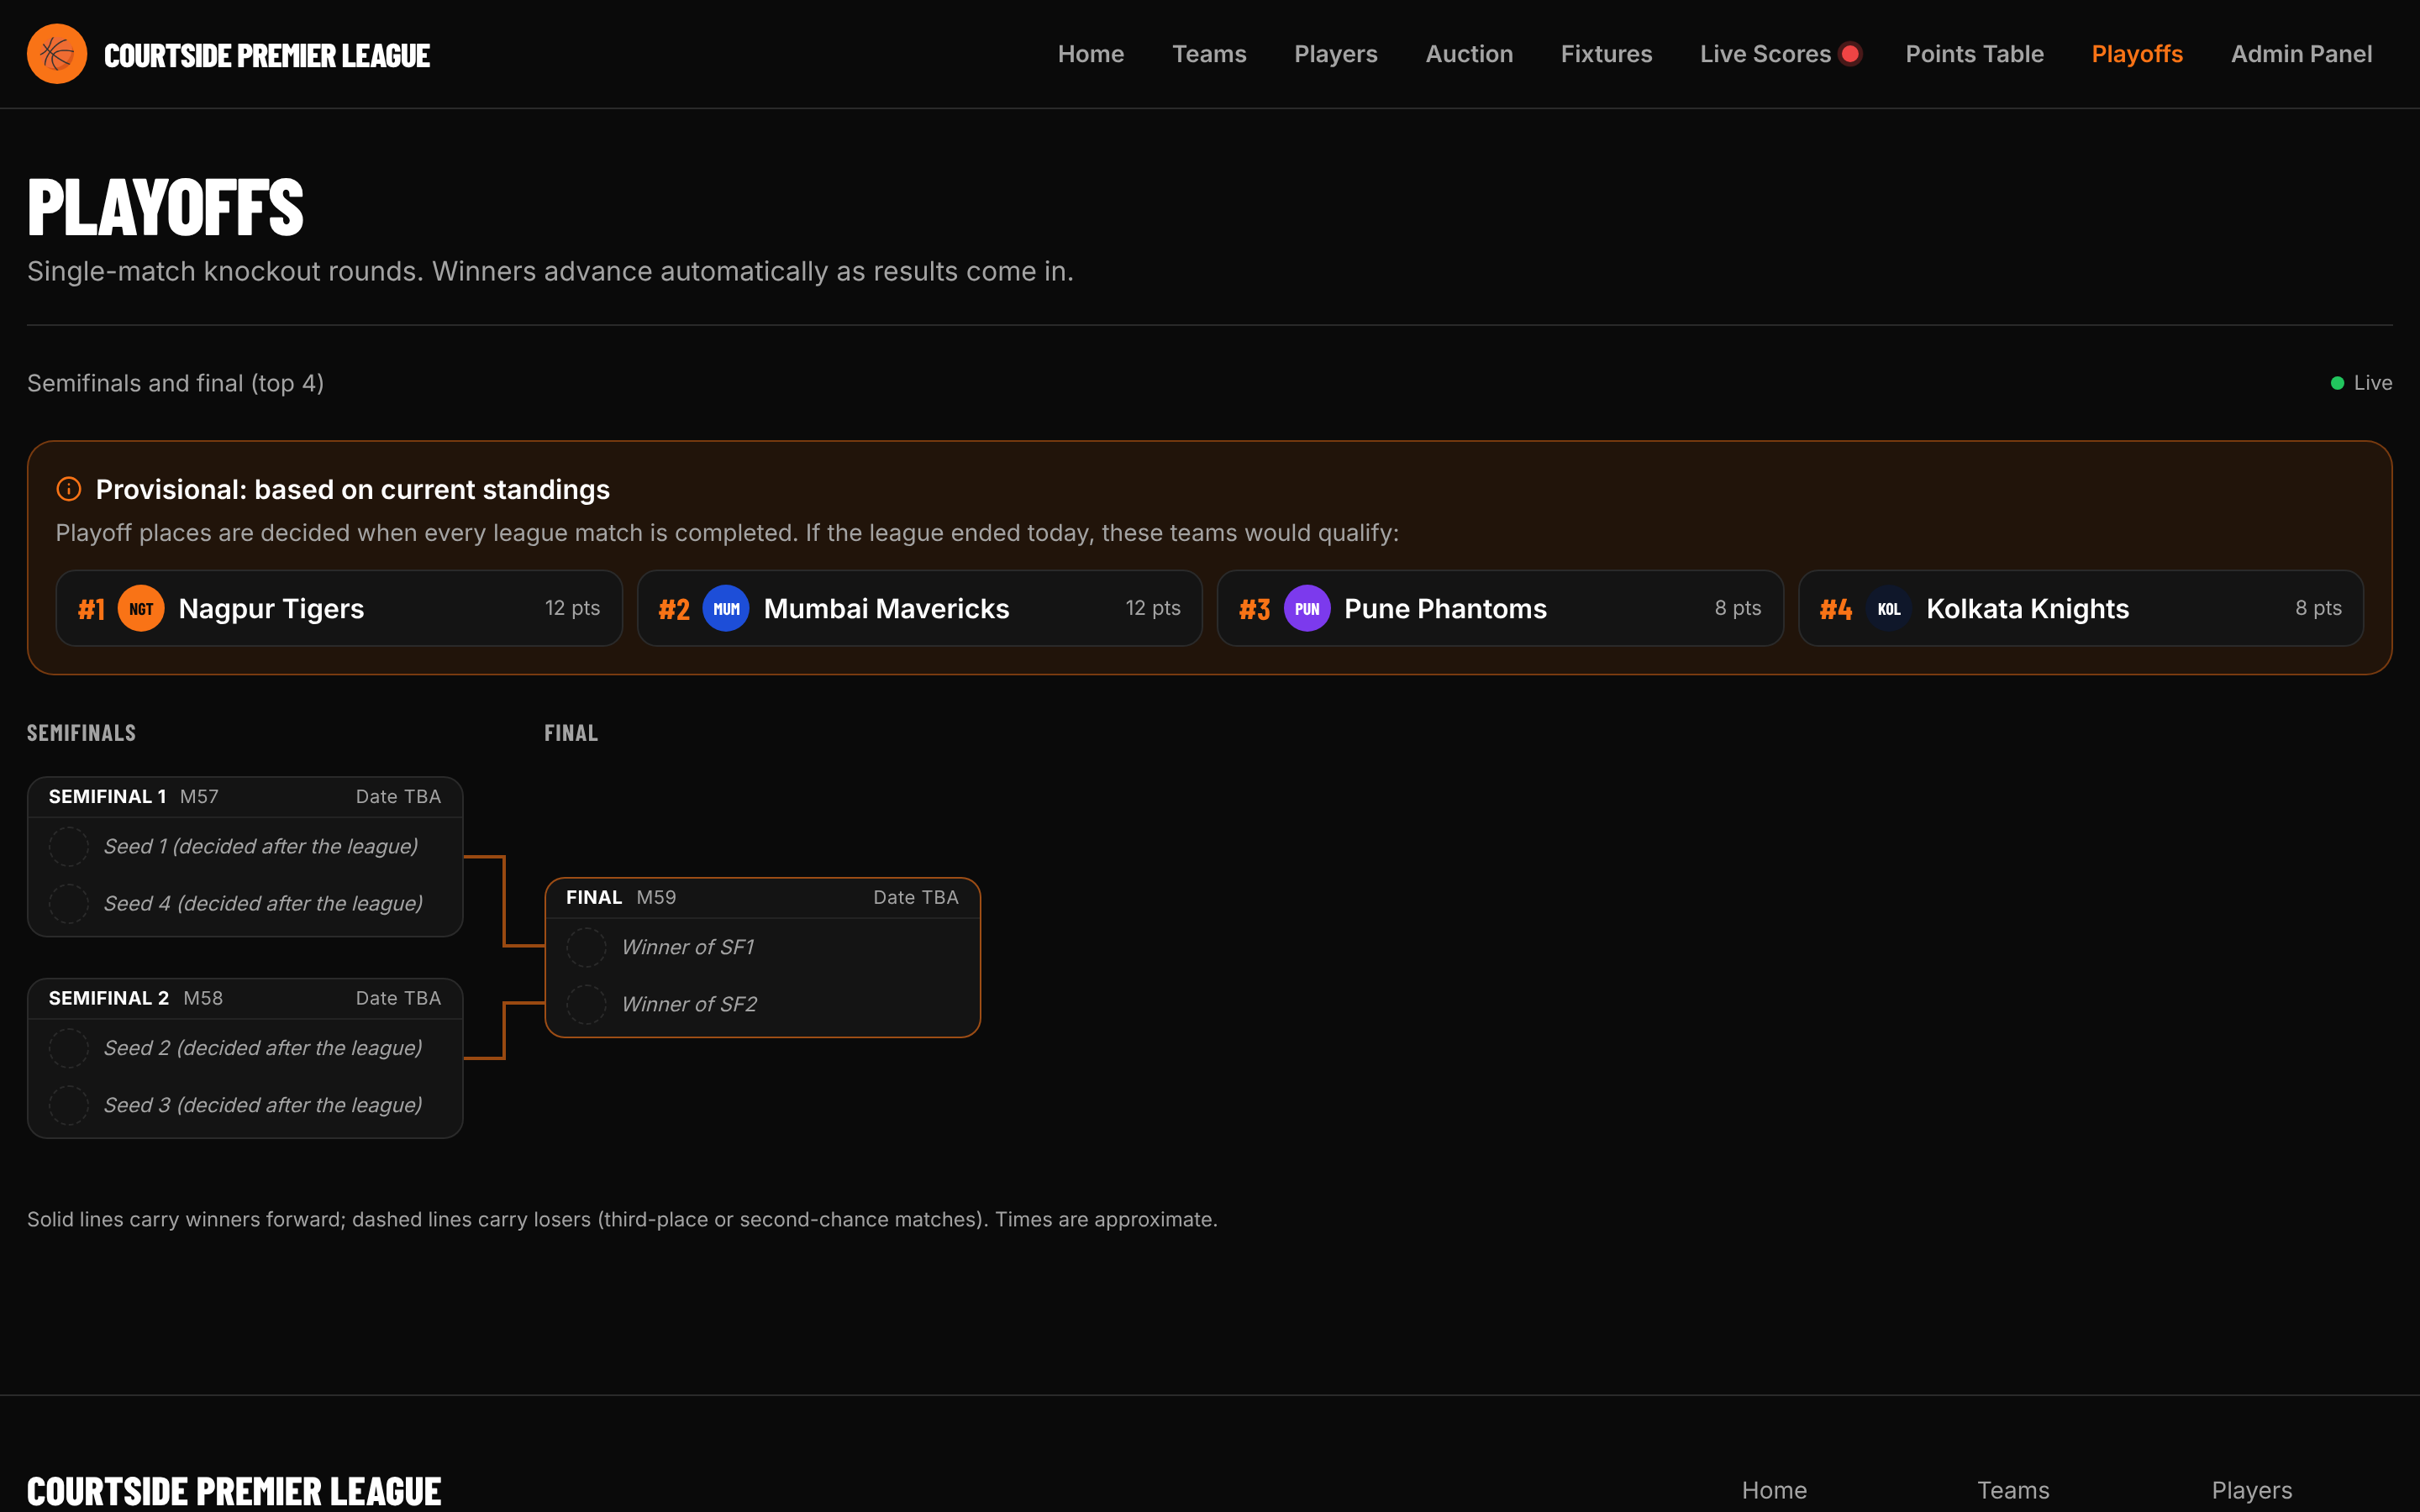 COURTSIDE PREMIER LEAGUE
Home Teams Players Auction Fixtures Live Scores Points Table Playoffs Admin Panel
PLAYOFFS
Single-match knockout rounds. Winners advance automatically as results come in.
Semifinals and final (top 4)
Live
Provisional: based on current standings
Playoff places are decided when every league match is completed. If the league ended today, these teams would qualify:
#1 NGT Nagpur Tigers 12 pts
#2 MUM Mumbai Mavericks 12 pts
#3 PUN Pune Phantoms 8 pts
#4 KOL Kolkata Knights 8 pts
SEMIFINALS
SEMIFINAL 1 M57 Date TBA
Seed 1 (decided after the league)
Seed 4 (decided after the league)
SEMIFINAL 2 M58 Date TBA
Seed 2 (decided after the league)
Seed 3 (decided after the league)
FINAL
FINAL M59 Date TBA
Winner of SF1
Winner of SF2
Solid lines carry winners forward; dashed lines carry losers (third-place or second-chance matches). Times are approximate.
COURTSIDE PREMIER LEAGUE
Home Teams Players